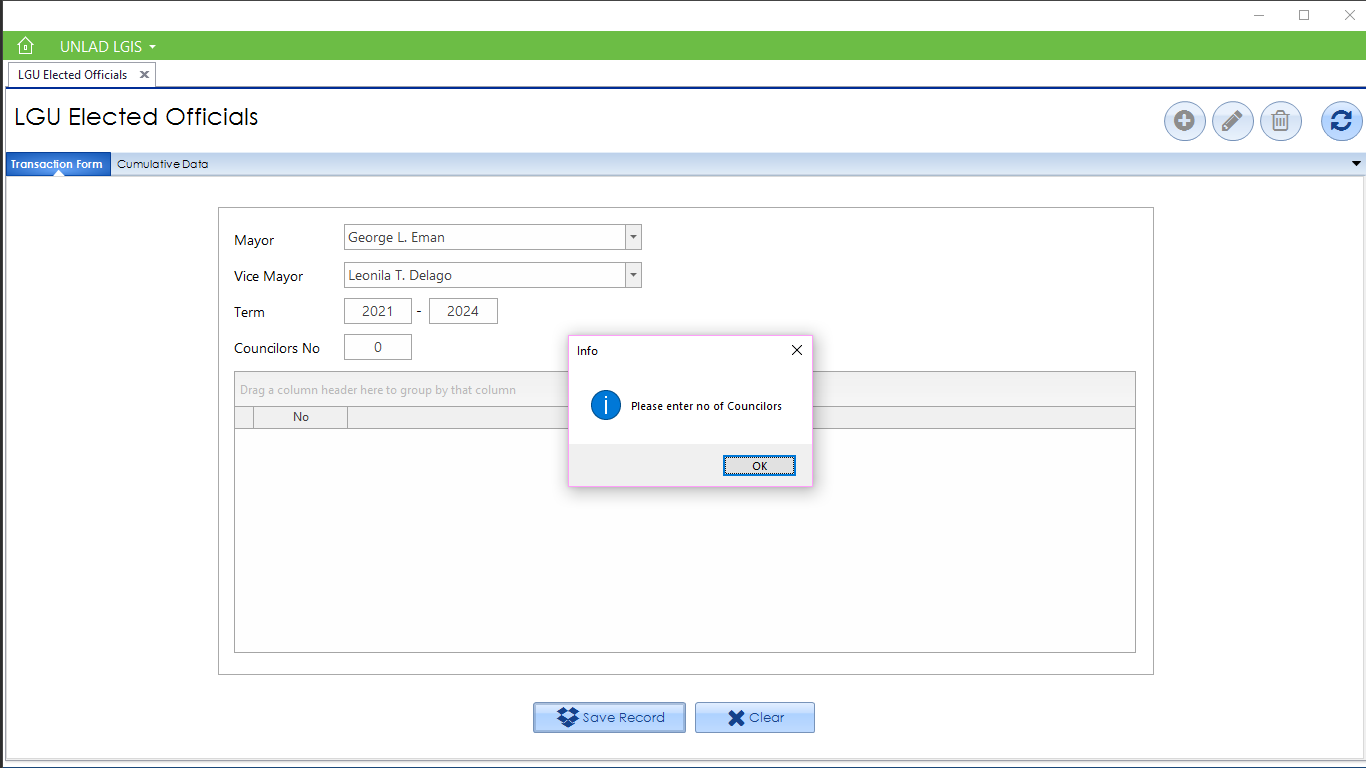 UNLAD LGIS
LGU Elected Officials
LGU Elected Officials
Transaction Form Cumulative Data
Mayor George L. Eman
Vice Mayor Leonila T. Delago
Term 2021 - 2024
Councilors No 0
Drag a column header here to group by that column
No
Info
Please enter no of Councilors
OK
Save Record Clear